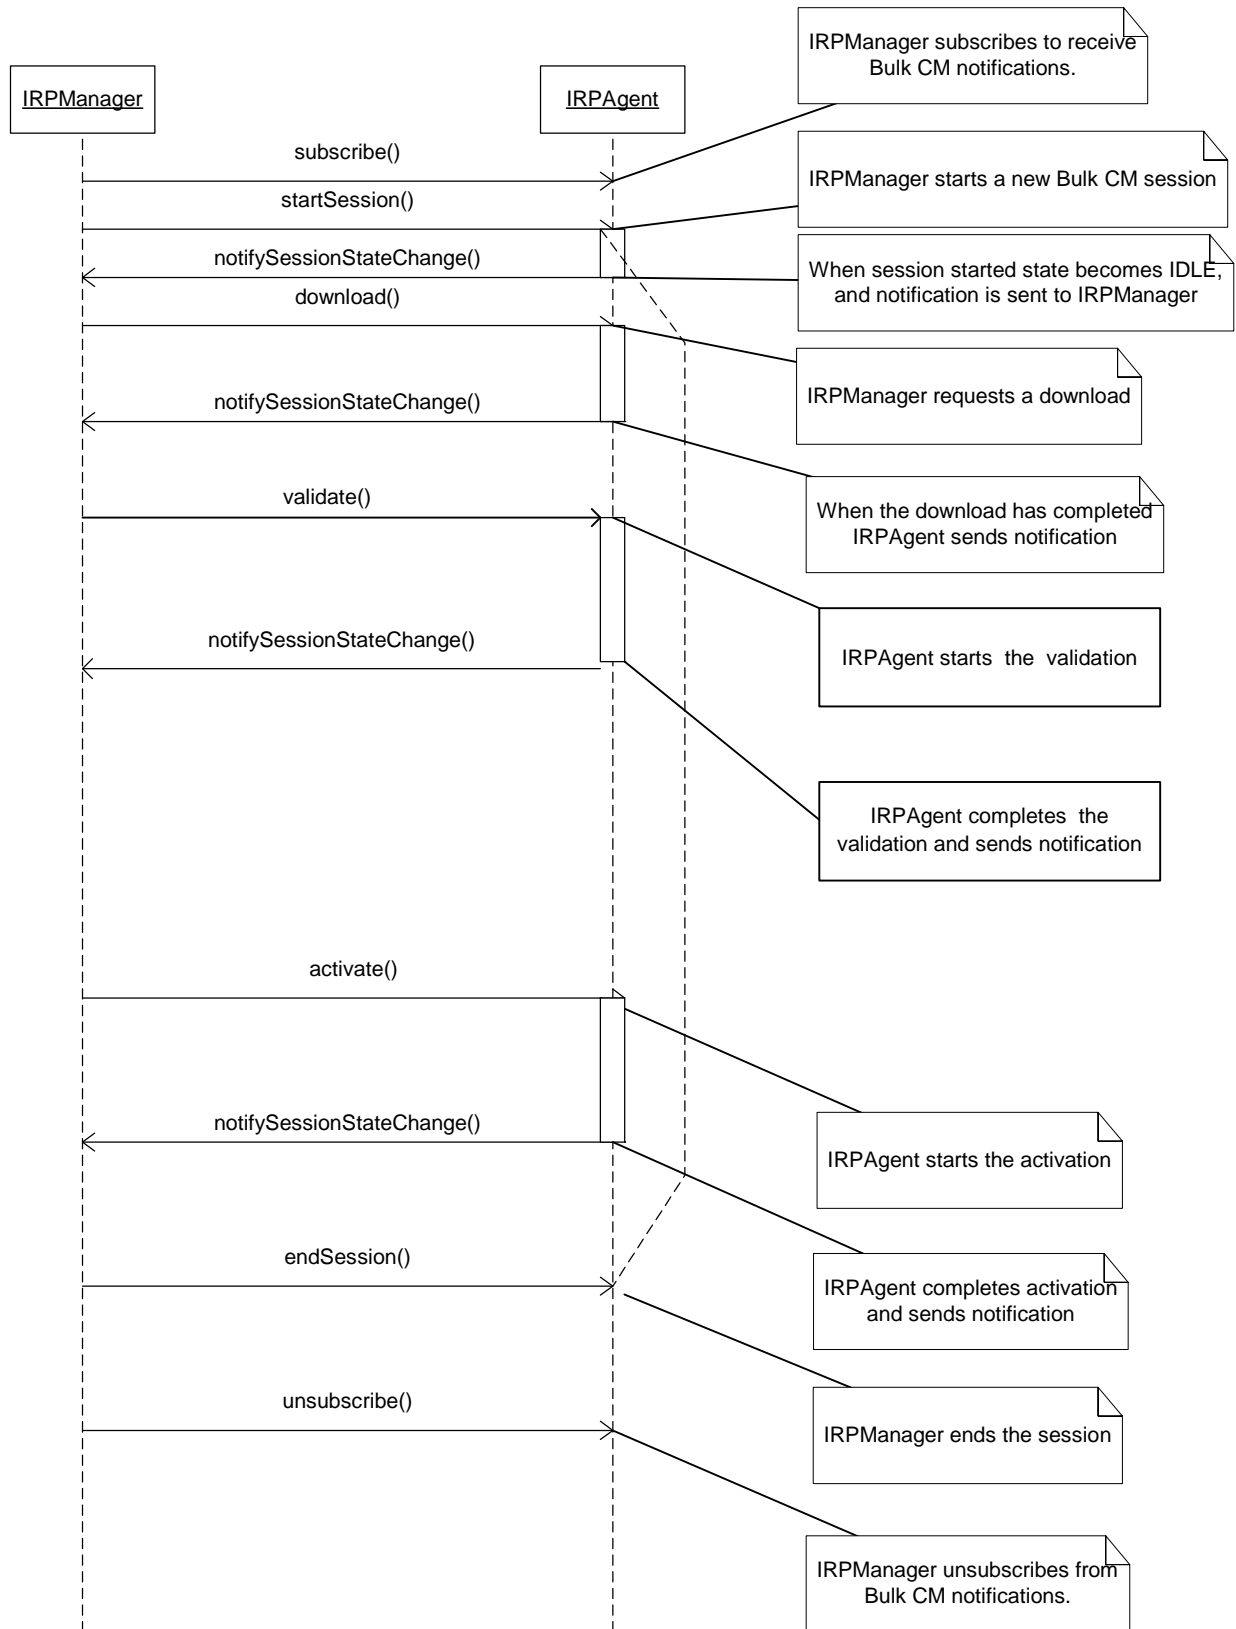 IRPManager subscribes to receive
Bulk CM notifications.
IRPManager
IRPAgent
subscribe()
IRPManager starts a new Bulk CM session
startSession()
notifySessionStateChange()
When session started state becomes IDLE,
and notification is sent to IRPManager
download()
IRPManager requests a download
notifySessionStateChange()
validate()
When the download has completed
IRPAgent sends notification
notifySessionStateChange()
IRPAgent starts the validation
IRPAgent completes the
validation and sends notification
activate()
notifySessionStateChange()
IRPAgent starts the activation
endSession()
IRPAgent completes activation
and sends notification
unsubscribe()
IRPManager ends the session
IRPManager unsubscribes from
Bulk CM notifications.